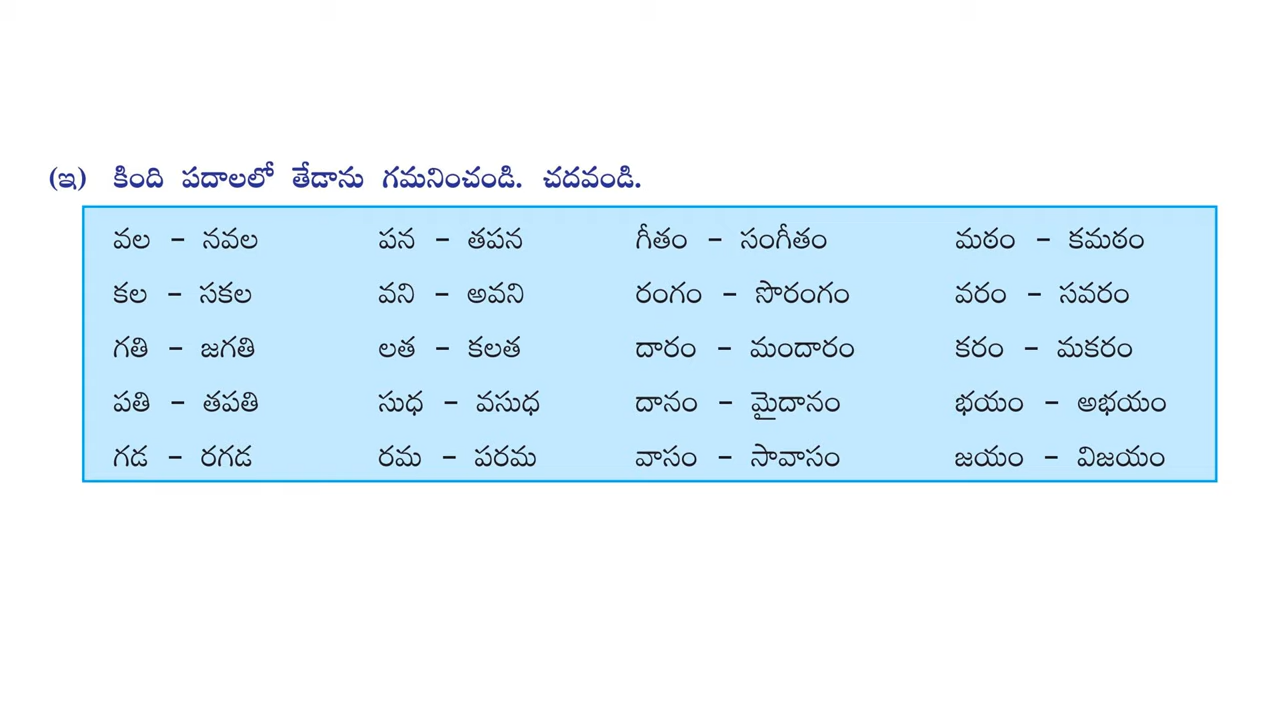 (ఇ) కింది పదాలలో తేడాను గమనించండి. చదవండి.
వల – నవల పన – తపన గీతం – సంగీతం మఠం – కమఠం
కల – సకల వని – అవని రంగం – సొరంగం వరం – సవరం
గతి – జగతి లత – కలత దారం – మందారం కరం – మకరం
పతి – తపతి సుధ – వసుధ దానం – మైదానం భయం – అభయం
గడ – రగడ రమ – పరమ వాసం – సావాసం జయం – విజయం